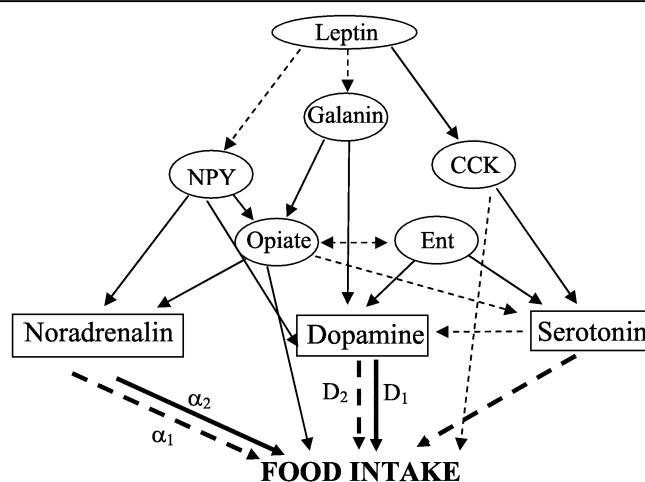 Leptin
Galanin
NPY
CCK
Opiate
Ent
Noradrenalin
Dopamine
Serotonin
α2
α1
D2
D1
FOOD INTAKE